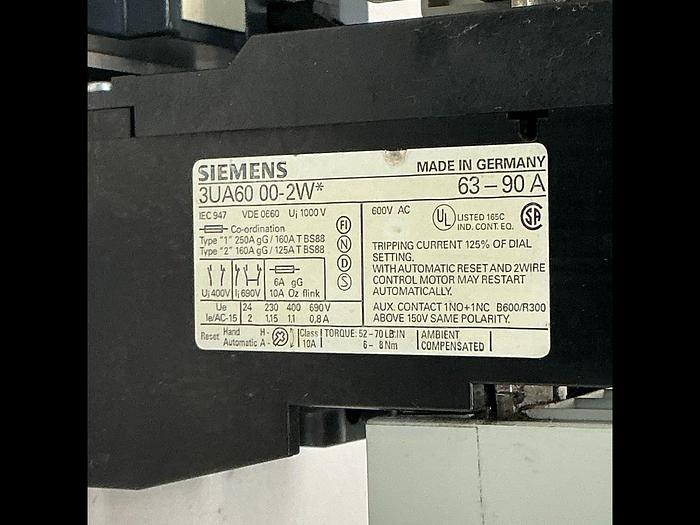 SIEMENS MADE IN GERMANY
3UA60 00-2W* 63 – 90 A
IEC 947 VDE 0660 Ui 1000 V
Co-ordination
Type "1" 250A gG / 160A T BS88
Type "2" 160A gG / 125A T BS88
FI
N
D
S
Ui 400V Ii 690V 6A gG
10A Oz flink
Ue 24 230 400 690 V
Ie/AC-15 2 1,15 1,1 0,8 A
600V AC
UL LISTED 165C
IND. CONT. EQ.
SA
TRIPPING CURRENT 125% OF DIAL
SETTING.
WITH AUTOMATIC RESET AND 2WIRE
CONTROL MOTOR MAY RESTART
AUTOMATICALLY.
AUX. CONTACT 1NO+1NC B600/R300
ABOVE 150V SAME POLARITY.
Reset Hand H -
Automatic A -
Class
10A
TORQUE: 52 – 70 LB.IN
6 – 8 Nm
AMBIENT
COMPENSATED